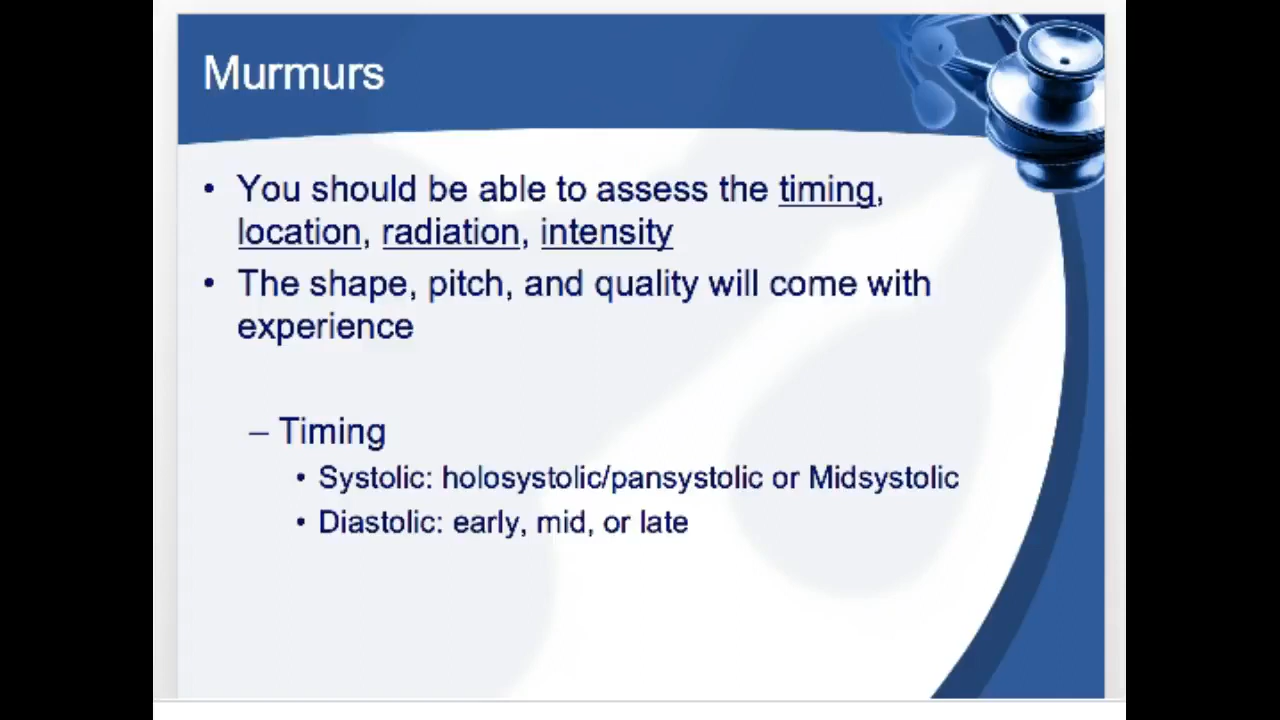 Murmurs
• You should be able to assess the timing,
location, radiation, intensity
• The shape, pitch, and quality will come with
experience
– Timing
• Systolic: holosystolic/pansystolic or Midsystolic
• Diastolic: early, mid, or late